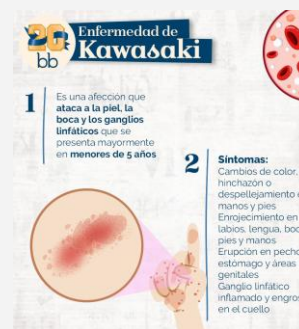 20
bb
Enfermedad de
Kawasaki
1
Es una afección que
ataca a la piel, la
boca y los ganglios
linfáticos que se
presenta mayormente
en menores de 5 años
2
Síntomas:
Cambios de color,
hinchazón o
despellejamiento
manos y pies
Enrojecimiento en
labios, lengua,
pies y manos
Erupción en pecho
estómago y áreas
genitales
Ganglio linfático
inflamado y
en el cuello